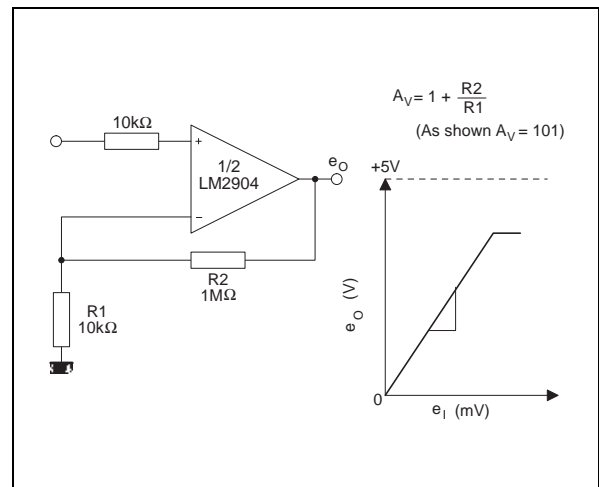 10kΩ
+
1/2
LM2904
e_O
−
R2
1MΩ
R1
10kΩ
A_V = 1 + R2/R1
(As shown A_V = 101)
+5V
e_O (V)
0
e_I (mV)